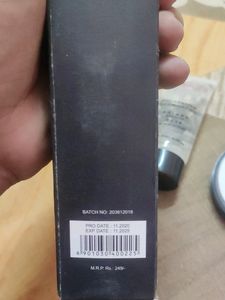 BATCH NO: 203612018
PRO DATE : 11.2020
EXP DATE : 11.2025
8901030400225
M.R.P. Rs : 249/-